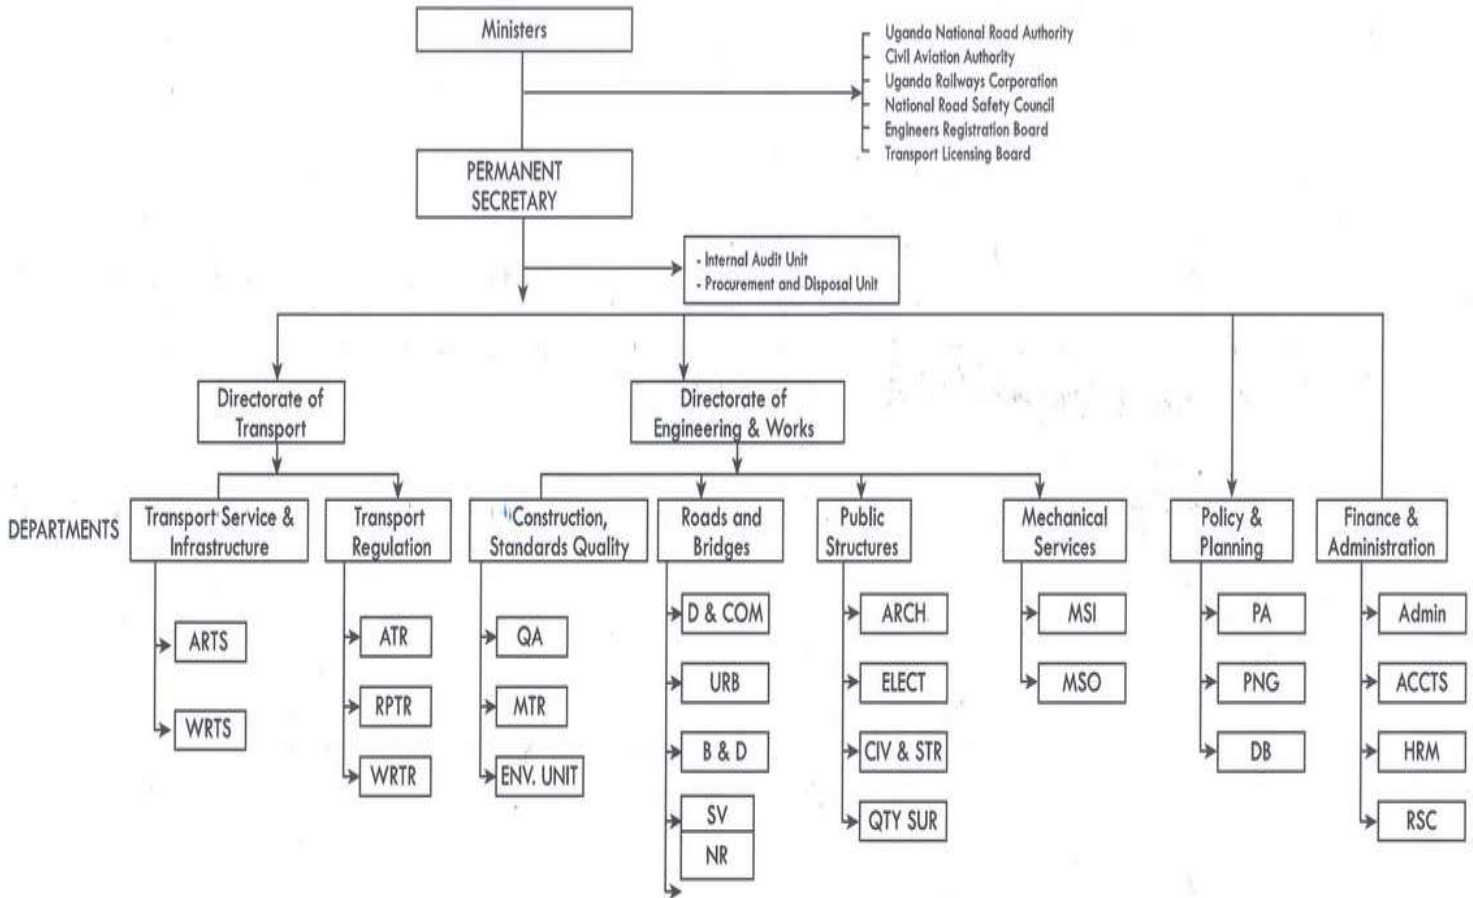 Ministers
Uganda National Road Authority
Civil Aviation Authority
Uganda Railways Corporation
National Road Safety Council
Engineers Registration Board
Transport Licensing Board
PERMANENT
SECRETARY
- Internal Audit Unit
- Procurement and Disposal Unit
Directorate of
Transport
Directorate of
Engineering & Works
DEPARTMENTS
Transport Service &
Infrastructure
Transport
Regulation
Construction,
Standards Quality
Roads and
Bridges
Public
Structures
Mechanical
Services
Policy &
Planning
Finance &
Administration
ARTS
WRTS
ATR
RPTR
WRTR
QA
MTR
ENV. UNIT
D & COM
URB
B & D
SV
NR
ARCH
ELECT
CIV & STR
QTY SUR
MSI
MSO
PA
PNG
DB
Admin
ACCTS
HRM
RSC